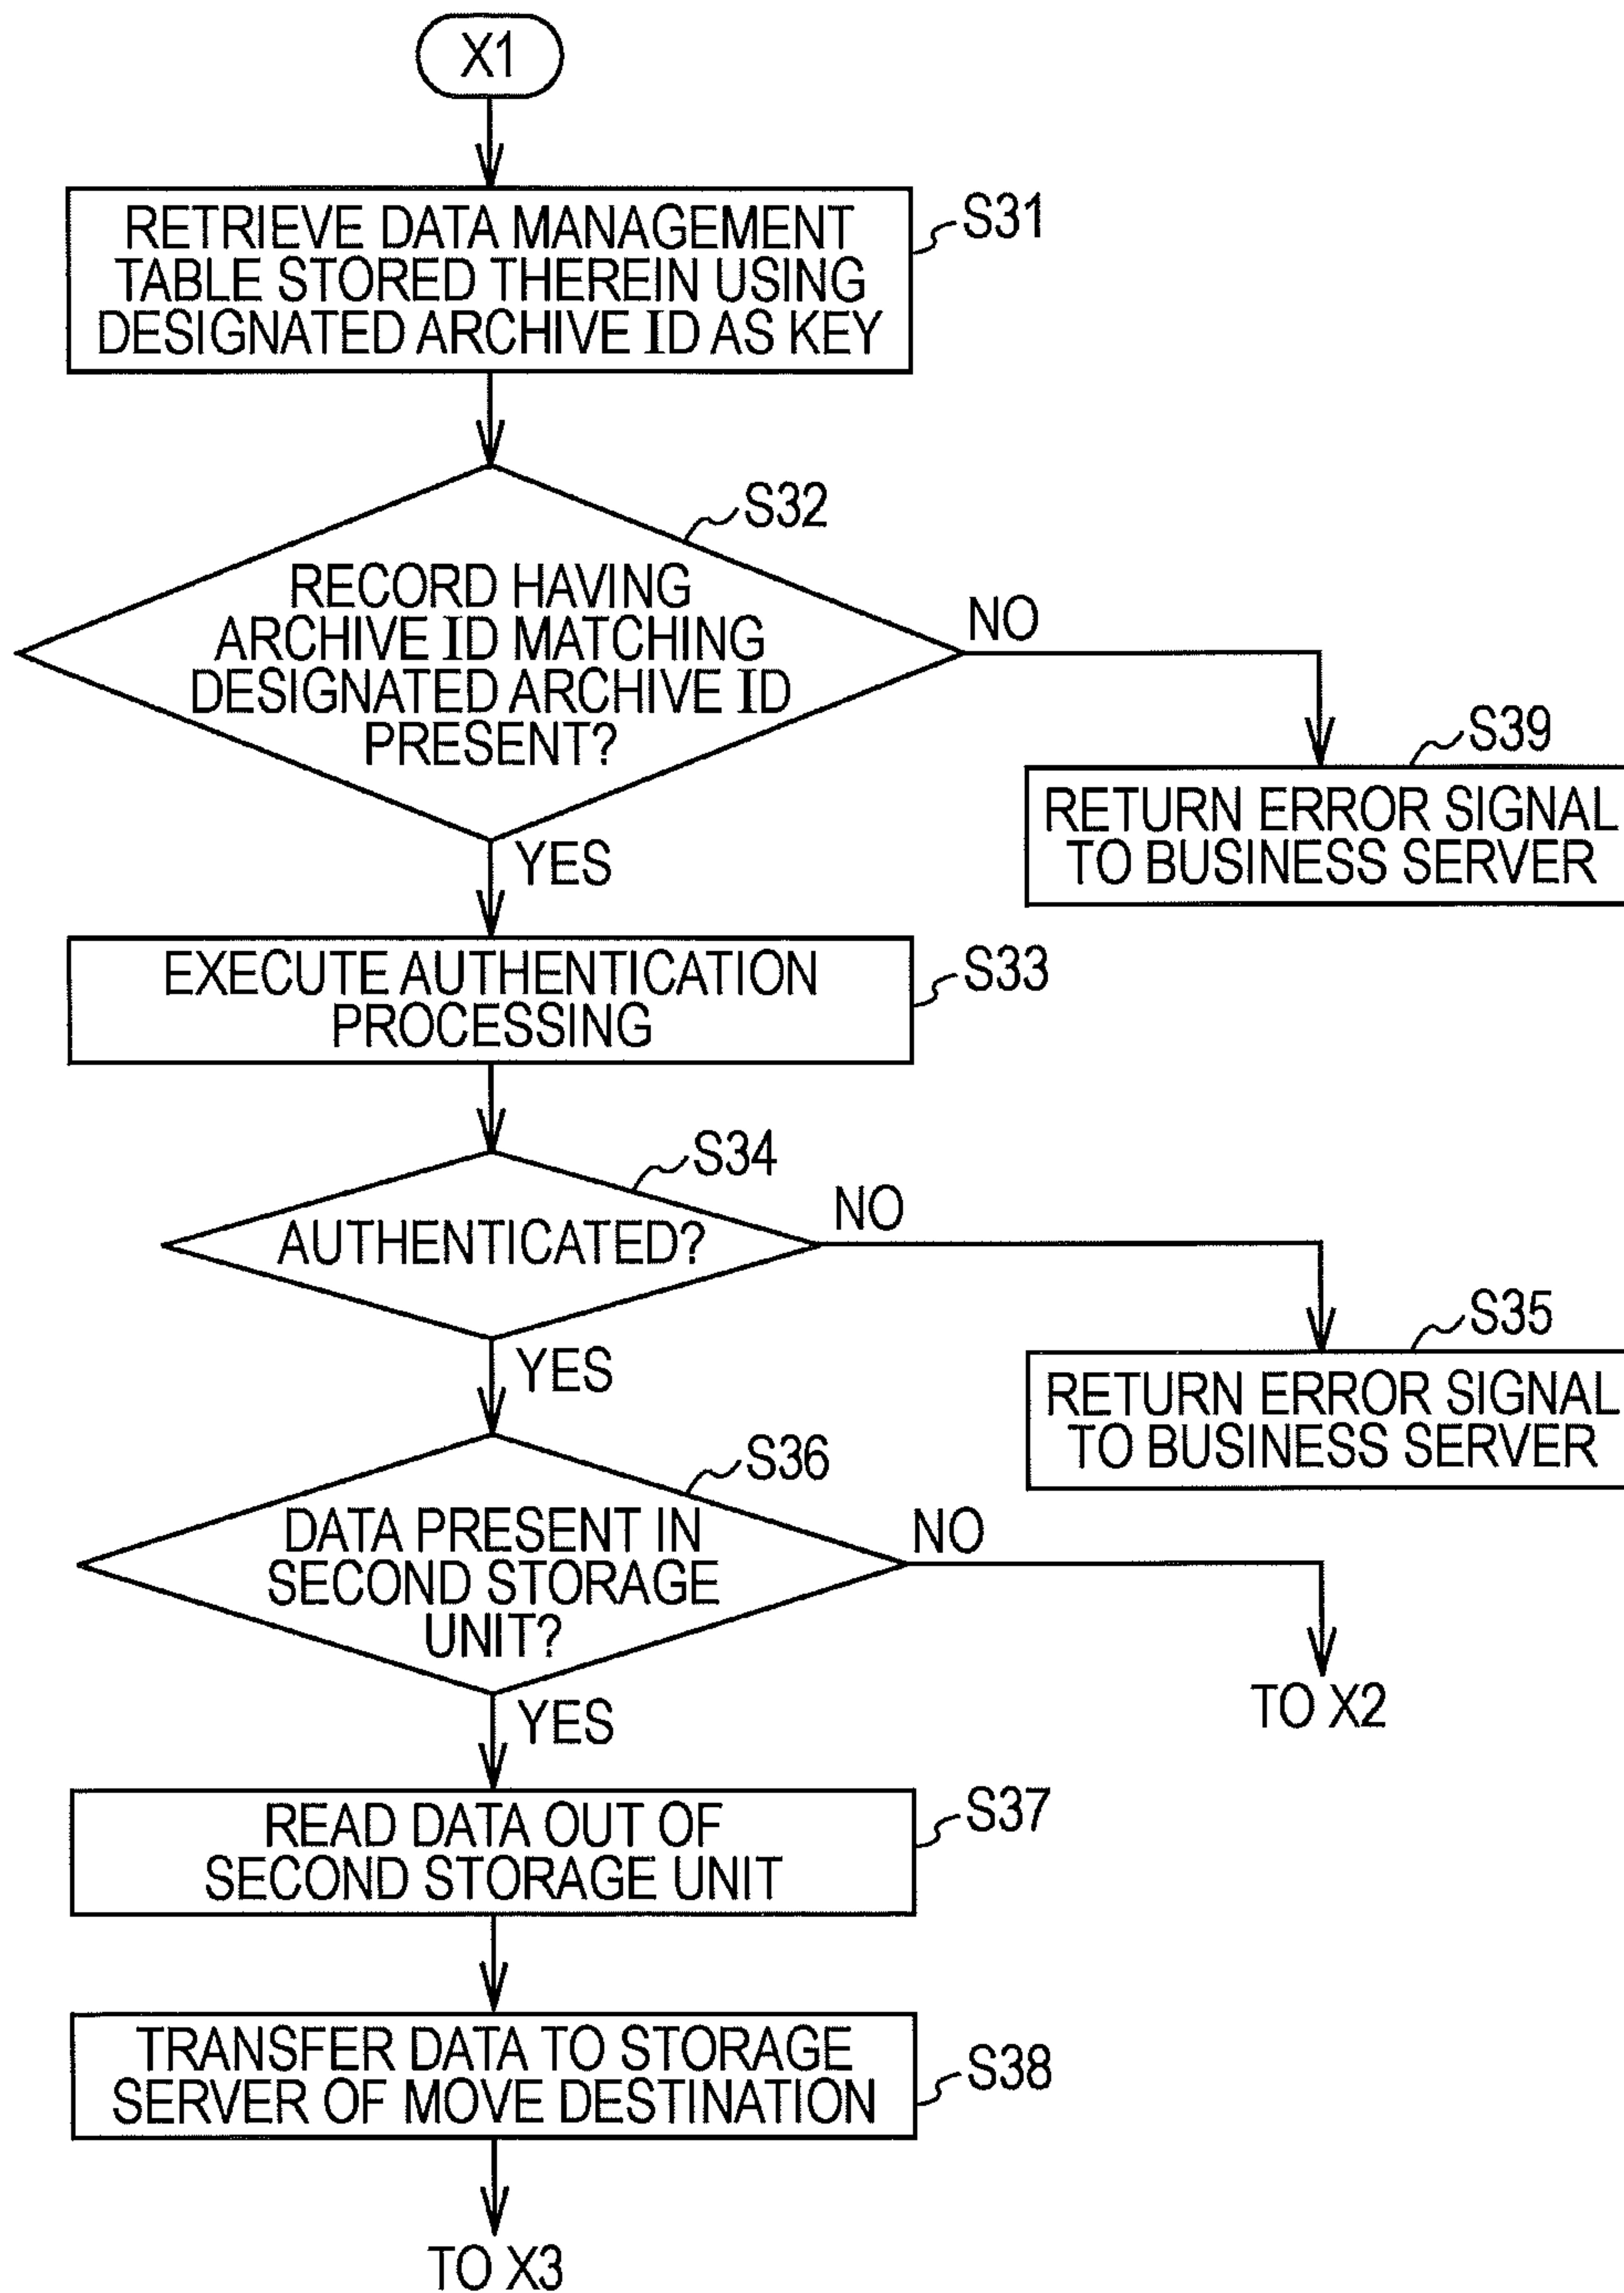 X1
RETRIEVE DATA MANAGEMENT
TABLE STORED THEREIN USING
DESIGNATED ARCHIVE ID AS KEY
S31
S32
RECORD HAVING
ARCHIVE ID MATCHING
DESIGNATED ARCHIVE ID
PRESENT?
NO
YES
S39
RETURN ERROR SIGNAL
TO BUSINESS SERVER
EXECUTE AUTHENTICATION
PROCESSING
S33
S34
AUTHENTICATED?
NO
YES
S35
RETURN ERROR SIGNAL
TO BUSINESS SERVER
S36
DATA PRESENT IN
SECOND STORAGE
UNIT?
NO
TO X2
YES
READ DATA OUT OF
SECOND STORAGE UNIT
S37
TRANSFER DATA TO STORAGE
SERVER OF MOVE DESTINATION
S38
TO X3